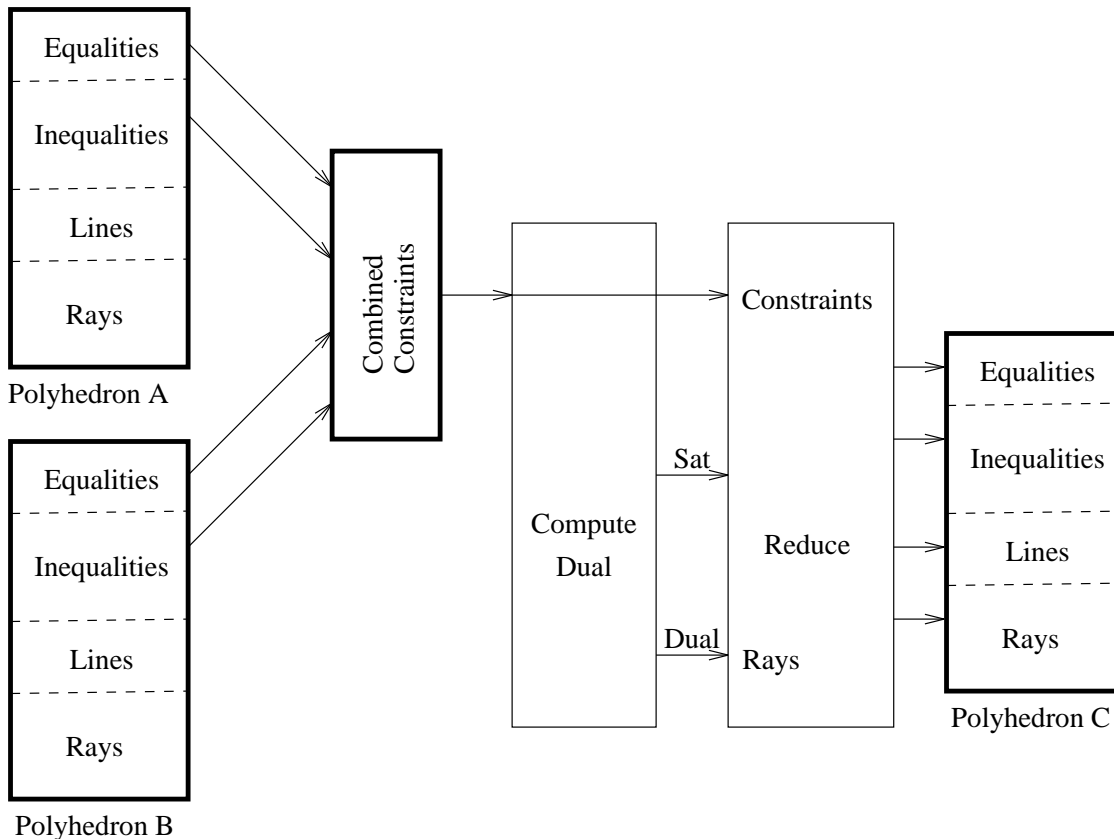 Equalities
Inequalities
Lines
Rays
Polyhedron A
Equalities
Inequalities
Lines
Rays
Polyhedron B
Combined
Constraints
Compute
Dual
Sat
Dual
Constraints
Reduce
Rays
Equalities
Inequalities
Lines
Rays
Polyhedron C